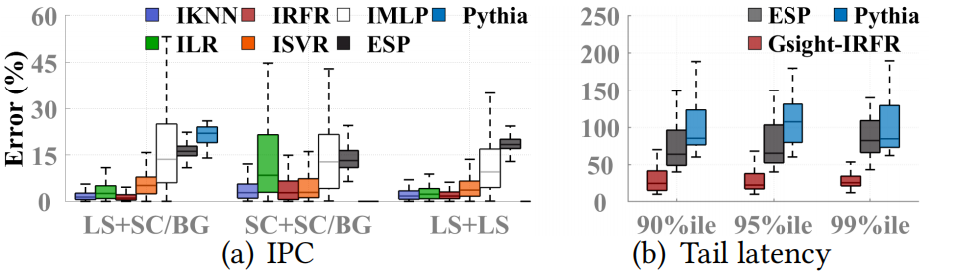 IKNN IRFR IMLP Pythia
ILR ISVR ESP
Error (%)
60
45
30
15
0
LS+SC/BG SC+SC/BG LS+LS
(a) IPC
ESP Pythia
Gsight-IRFR
250
200
150
100
50
0
90%ile 95%ile 99%ile
(b) Tail latency